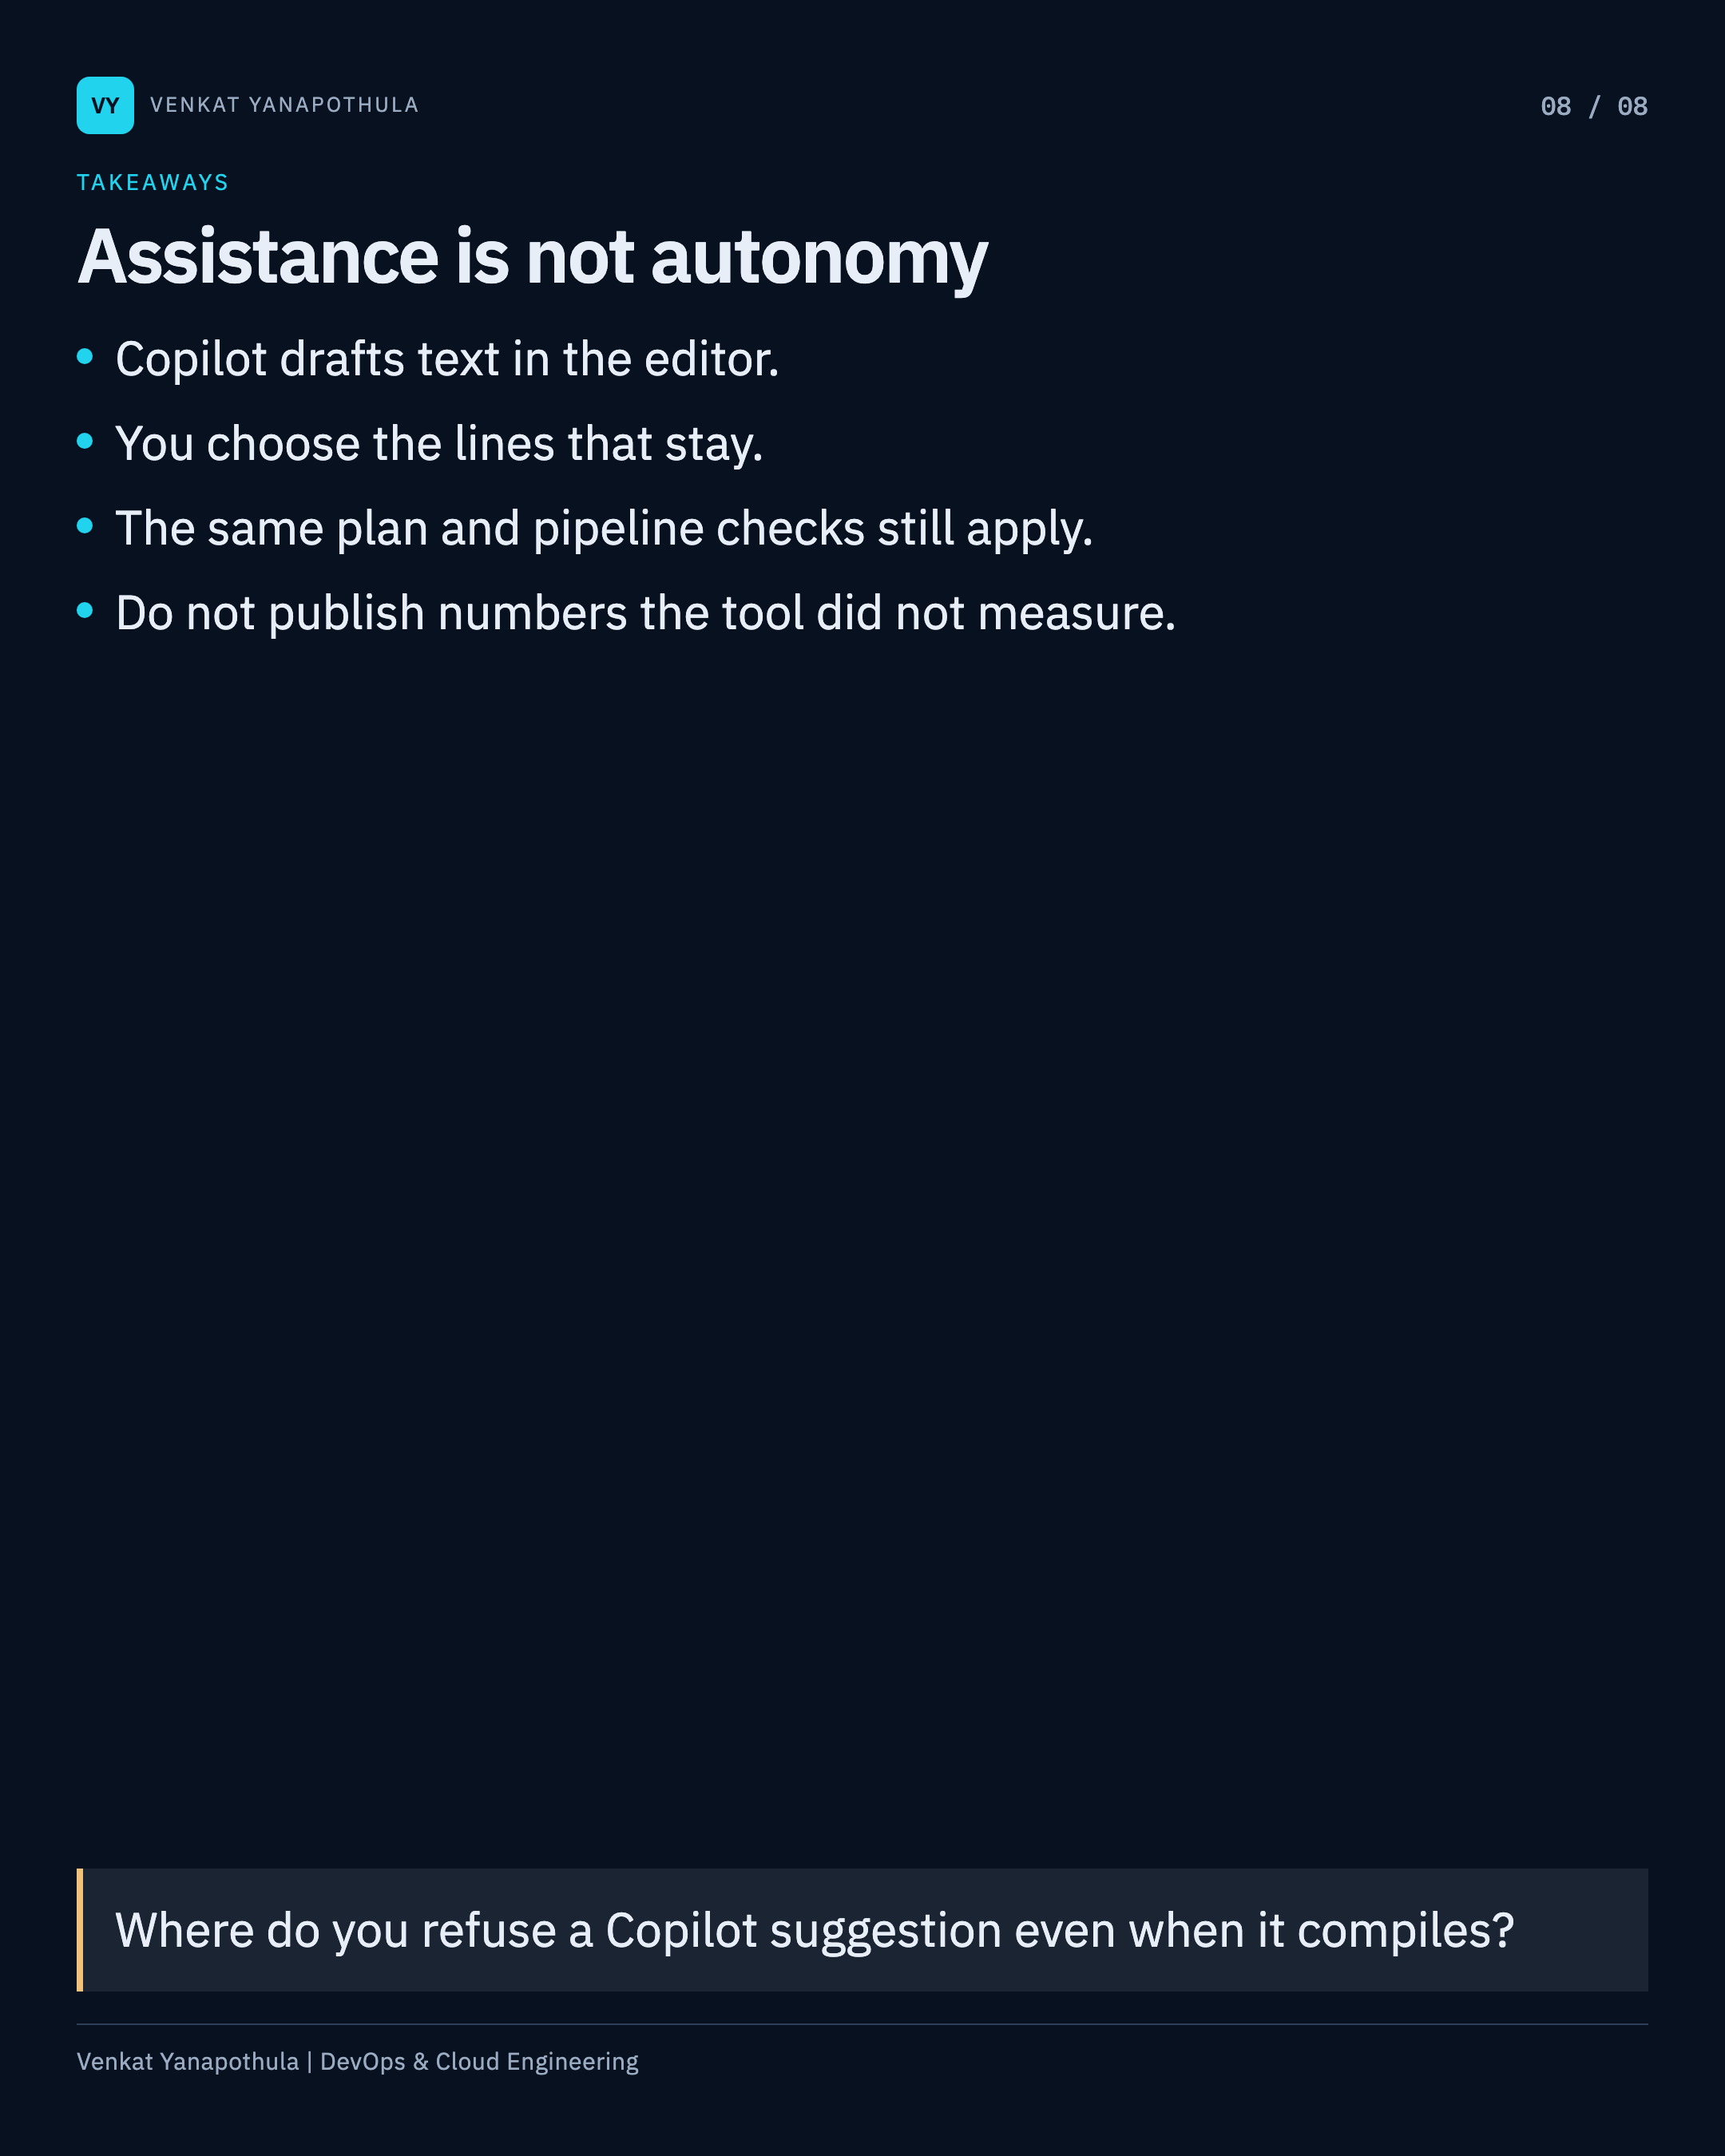 VY
VENKAT YANAPOTHULA
08 / 08
TAKEAWAYS
Assistance is not autonomy
Copilot drafts text in the editor.
You choose the lines that stay.
The same plan and pipeline checks still apply.
Do not publish numbers the tool did not measure.
Where do you refuse a Copilot suggestion even when it compiles?
Venkat Yanapothula | DevOps & Cloud Engineering